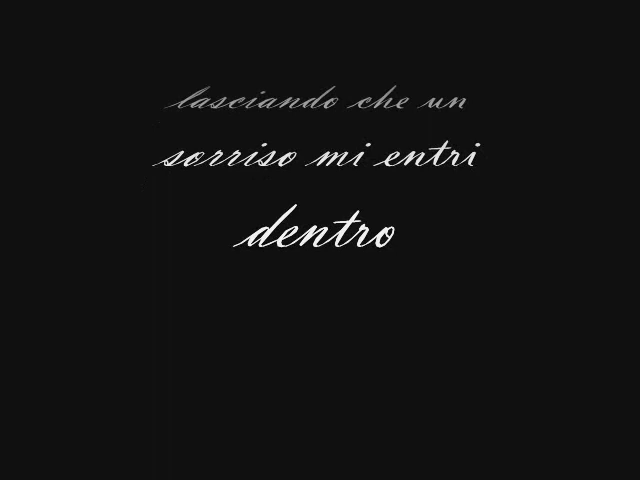 lasciando che un
sorriso mi entri
dentro